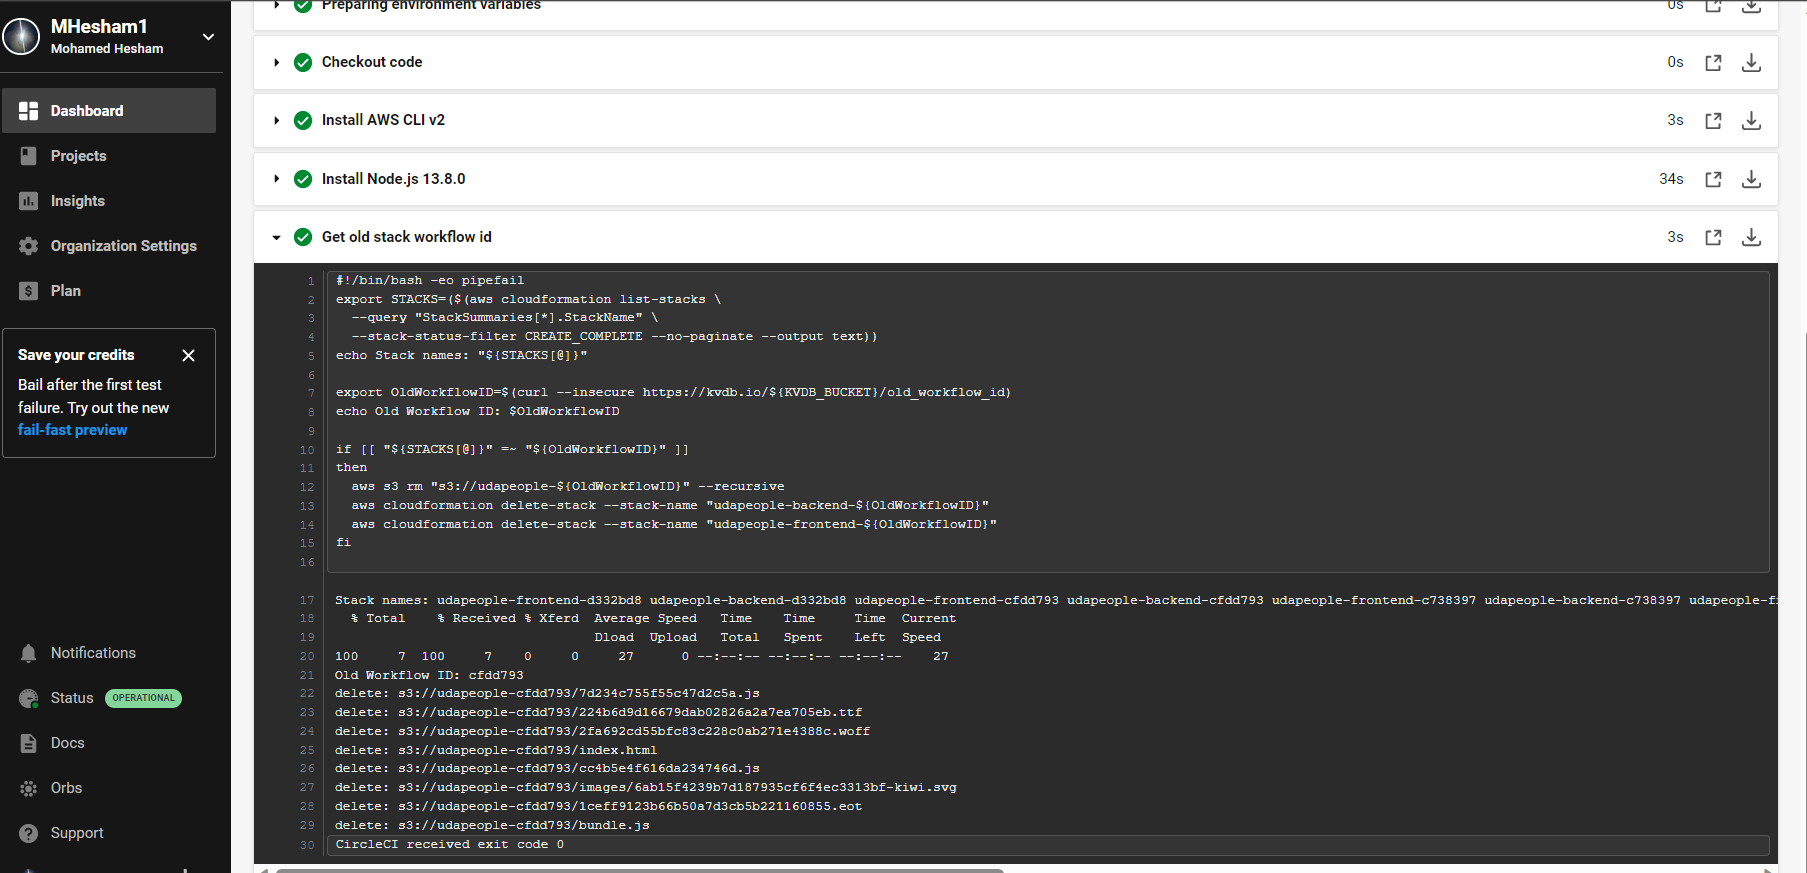 MHesham1
Mohamed Hesham
Dashboard
Projects
Insights
Organization Settings
Plan
Save your credits
Bail after the first test
failure. Try out the new
fail-fast preview
Notifications
Status OPERATIONAL
Docs
Orbs
Support
Preparing environment variables 0s
Checkout code 0s
Install AWS CLI v2 3s
Install Node.js 13.8.0 34s
Get old stack workflow id 3s
1 #!/bin/bash -eo pipefail
2 export STACKS=($(aws cloudformation list-stacks \
3   --query "StackSummaries[*].StackName" \
4   --stack-status-filter CREATE_COMPLETE --no-paginate --output text))
5 echo Stack names: "${STACKS[@]}"
6
7 export OldWorkflowID=$(curl --insecure https://kvdb.io/${KVDB_BUCKET}/old_workflow_id)
8 echo Old Workflow ID: $OldWorkflowID
9
10 if [[ "${STACKS[@]}" =~ "${OldWorkflowID}" ]]
11 then
12   aws s3 rm "s3://udapeople-${OldWorkflowID}" --recursive
13   aws cloudformation delete-stack --stack-name "udapeople-backend-${OldWorkflowID}"
14   aws cloudformation delete-stack --stack-name "udapeople-frontend-${OldWorkflowID}"
15 fi
16
17 Stack names: udapeople-frontend-d332bd8 udapeople-backend-d332bd8 udapeople-frontend-cfdd793 udapeople-backend-cfdd793 udapeople-frontend-c738397 udapeople-backend-c738397
18   % Total    % Received % Xferd  Average Speed   Time    Time     Time  Current
19                                  Dload  Upload   Total   Spent    Left  Speed
20 100     7  100     7    0     0     27      0 --:--:-- --:--:-- --:--:--    27
21 Old Workflow ID: cfdd793
22 delete: s3://udapeople-cfdd793/7d234c755f55c47d2c5a.js
23 delete: s3://udapeople-cfdd793/224b6d9d16679dab02826a2a7ea705eb.ttf
24 delete: s3://udapeople-cfdd793/2fa692cd55bfc83c228c0ab271e4388c.woff
25 delete: s3://udapeople-cfdd793/index.html
26 delete: s3://udapeople-cfdd793/cc4b5e4f616da234746d.js
27 delete: s3://udapeople-cfdd793/images/6ab15f4239b7d187935cf6f4ec3313bf-kiwi.svg
28 delete: s3://udapeople-cfdd793/1ceff9123b66b50a7d3cb5b221160855.eot
29 delete: s3://udapeople-cfdd793/bundle.js
30 CircleCI received exit code 0